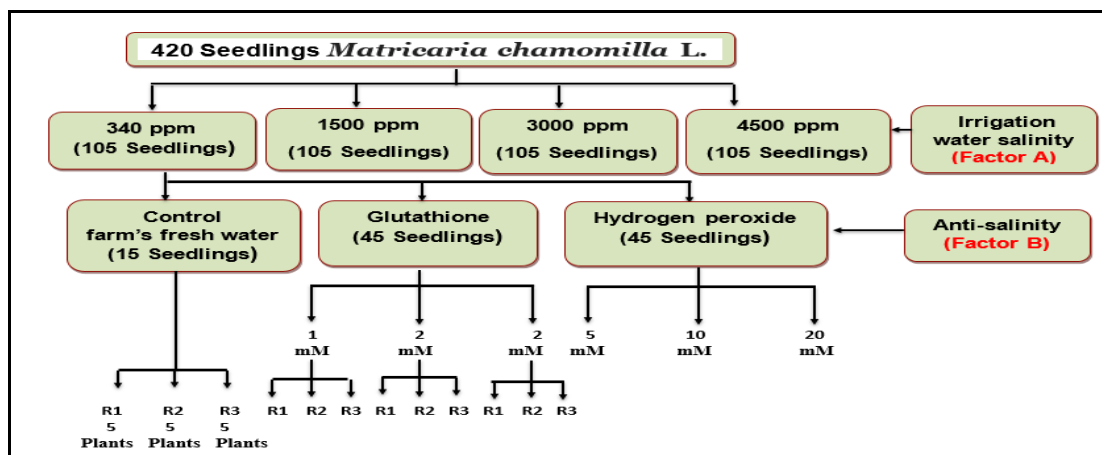 420 Seedlings Matricaria chamomilla L.
340 ppm
(105 Seedlings)
1500 ppm
(105 Seedlings)
3000 ppm
(105 Seedlings)
4500 ppm
(105 Seedlings)
Irrigation
water salinity
(Factor A)
Control
farm's fresh water
(15 Seedlings)
Glutathione
(45 Seedlings)
Hydrogen peroxide
(45 Seedlings)
Anti-salinity
(Factor B)
1
mM
2
mM
2
mM
5
mM
10
mM
20
mM
R1
5
Plants
R2
5
Plants
R3
5
Plants
R1 R2 R3
R1 R2 R3
R1 R2 R3